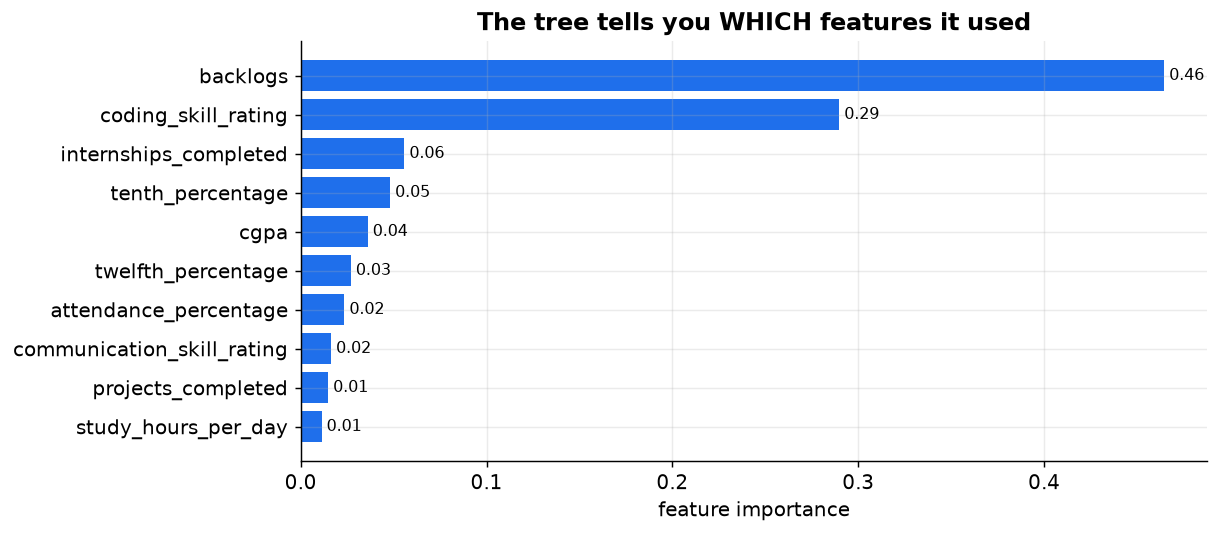 The tree tells you WHICH features it used
backlogs 0.46
coding_skill_rating 0.29
internships_completed 0.06
tenth_percentage 0.05
cgpa 0.04
twelfth_percentage 0.03
attendance_percentage 0.02
communication_skill_rating 0.02
projects_completed 0.01
study_hours_per_day 0.01
0.0 0.1 0.2 0.3 0.4
feature importance